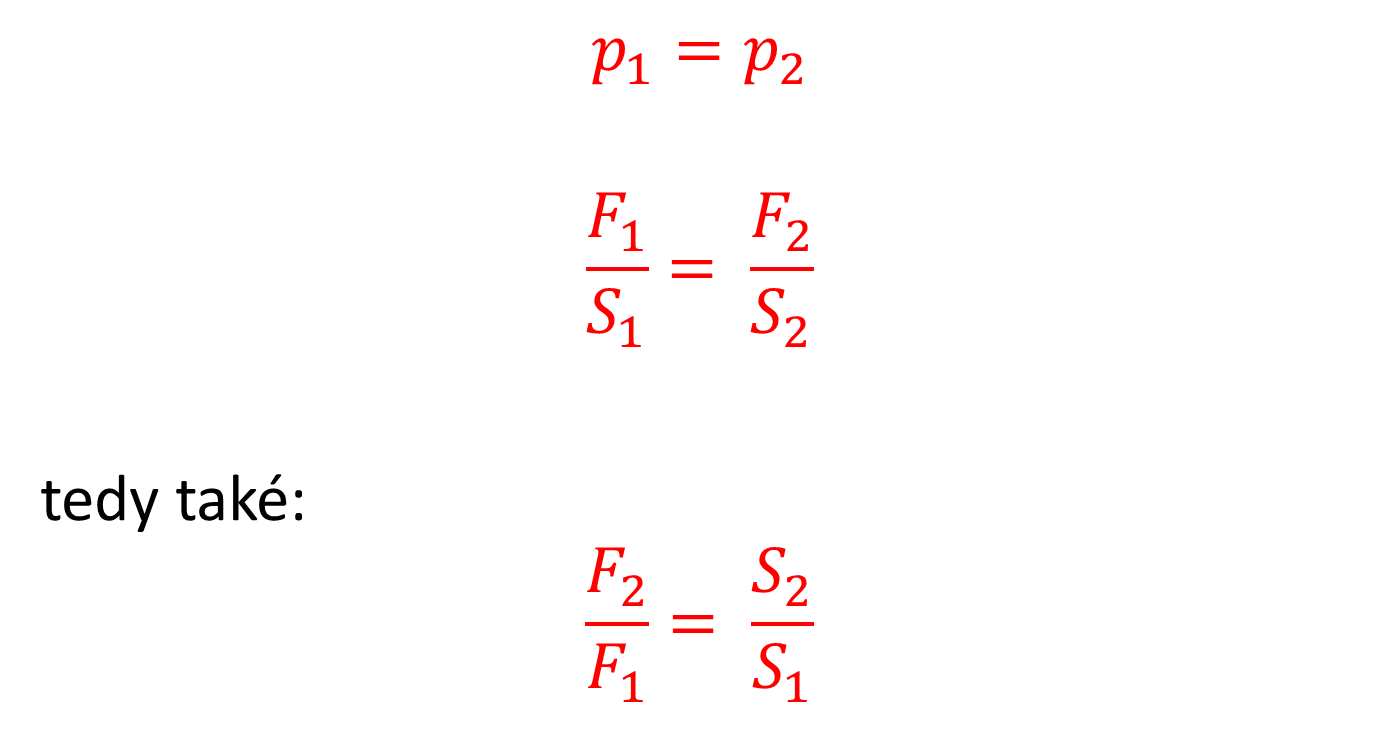 p₁ = p₂
F₁/S₁ = F₂/S₂
tedy také:
F₂/F₁ = S₂/S₁